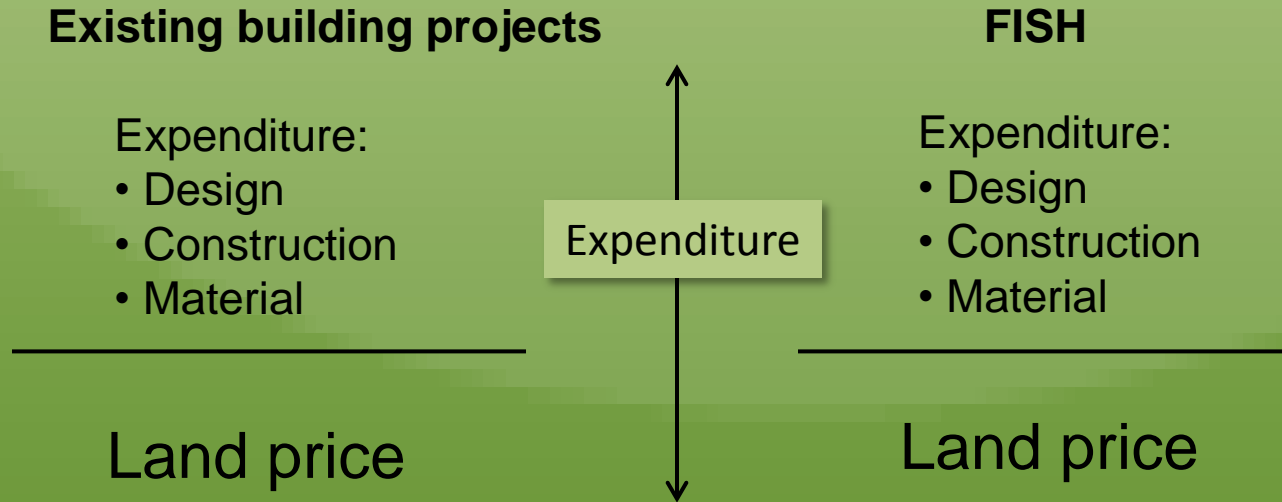 Existing building projects
Expenditure:
• Design
• Construction
• Material
Land price
Expenditure
FISH
Expenditure:
• Design
• Construction
• Material
Land price